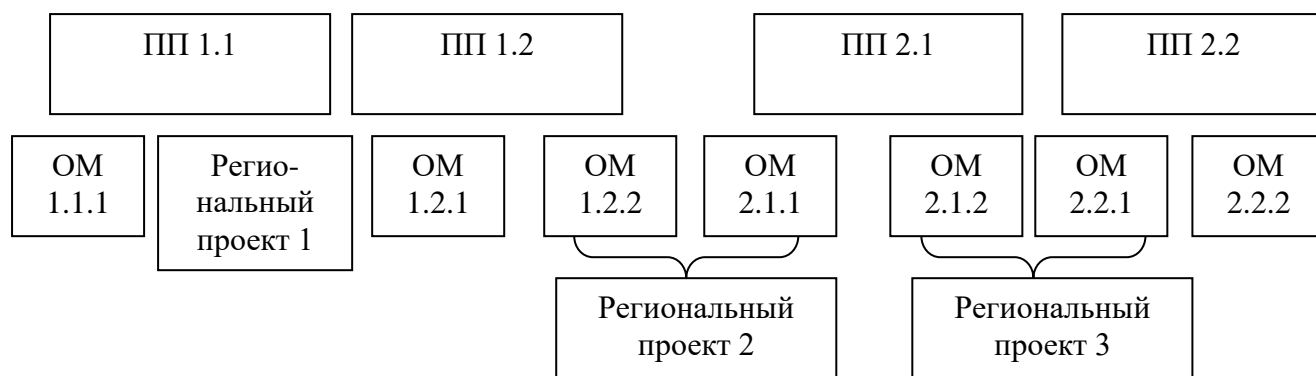 ПП 1.1
ПП 1.2
ПП 2.1
ПП 2.2
ОМ
1.1.1
Регио-
нальный
проект 1
ОМ
1.2.1
ОМ
1.2.2
ОМ
2.1.1
ОМ
2.1.2
ОМ
2.2.1
ОМ
2.2.2
Региональный
проект 2
Региональный
проект 3